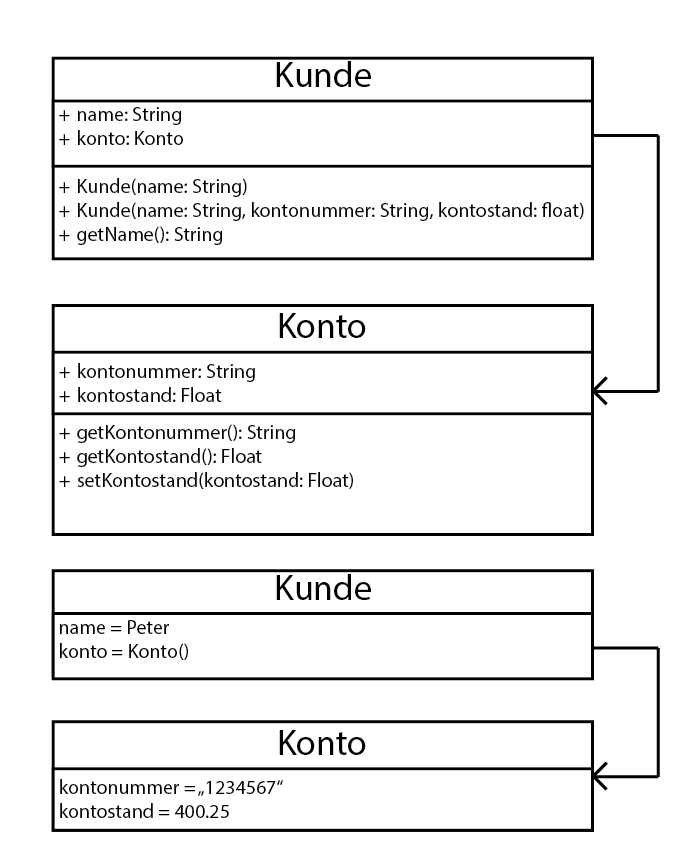 Kunde
+ name: String
+ konto: Konto
+ Kunde(name: String)
+ Kunde(name: String, kontonummer: String, kontostand: float)
+ getName(): String
Konto
+ kontonummer: String
+ kontostand: Float
+ getKontonummer(): String
+ getKontostand(): Float
+ setKontostand(kontostand: Float)
Kunde
name = Peter
konto = Konto()
Konto
kontonummer =„1234567“
kontostand = 400.25